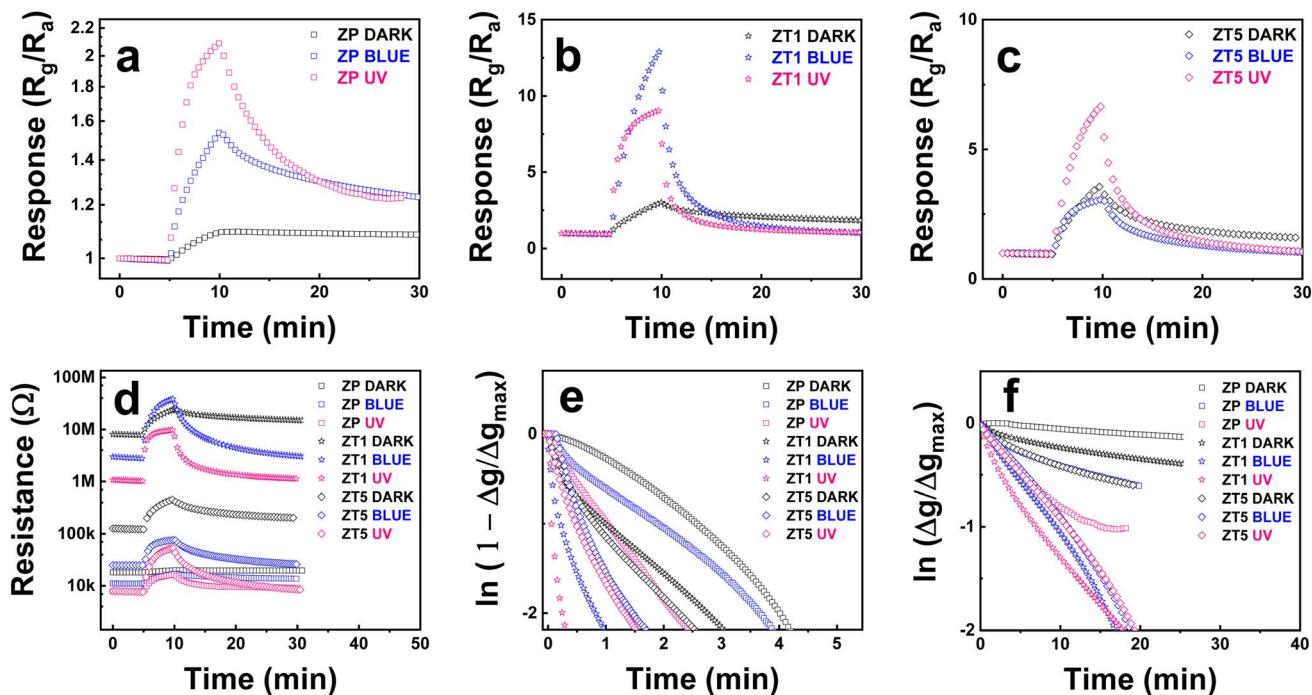 a
Response (Rg/Ra)
2.2
2.0
1.8
1.6
1.4
1.2
1
ZP DARK
ZP BLUE
ZP UV
0
10
20
30
Time (min)
b
Response (Rg/Ra)
15
12.5
10
7.5
5
2.5
0
ZT1 DARK
ZT1 BLUE
ZT1 UV
0
10
20
30
Time (min)
c
Response (Rg/Ra)
10
5
0
ZT5 DARK
ZT5 BLUE
ZT5 UV
0
10
20
30
Time (min)
d
Resistance (Ω)
100M
10M
1M
100k
10k
ZP DARK
ZP BLUE
ZP UV
ZT1 DARK
ZT1 BLUE
ZT1 UV
ZT5 DARK
ZT5 BLUE
ZT5 UV
0
10
20
30
40
50
Time (min)
e
ln ( 1 − Δg/Δgmax)
0
-2
ZP DARK
ZP BLUE
ZP UV
ZT1 DARK
ZT1 BLUE
ZT1 UV
ZT5 DARK
ZT5 BLUE
ZT5 UV
0
1
2
3
4
5
Time (min)
f
ln (Δg/Δgmax)
0
-1
-2
ZP DARK
ZP BLUE
ZP UV
ZT1 DARK
ZT1 BLUE
ZT1 UV
ZT5 DARK
ZT5 BLUE
ZT5 UV
0
10
20
30
40
Time (min)